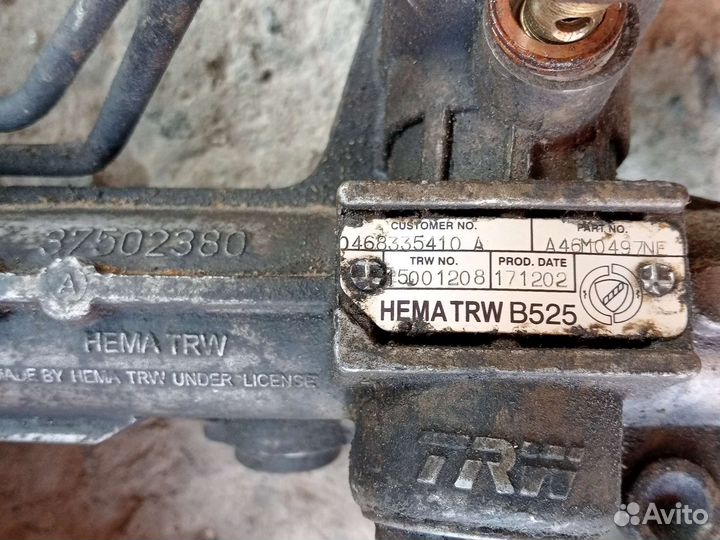 CUSTOMER NO. PART NO.
0468335410 A A46M0497NF
TRW NO. PROD. DATE
15001208 171202
HEMA TRW B525
37502380
A
HEMA TRW
MADE BY HEMA TRW UNDER LICENSE
TRW
Avito